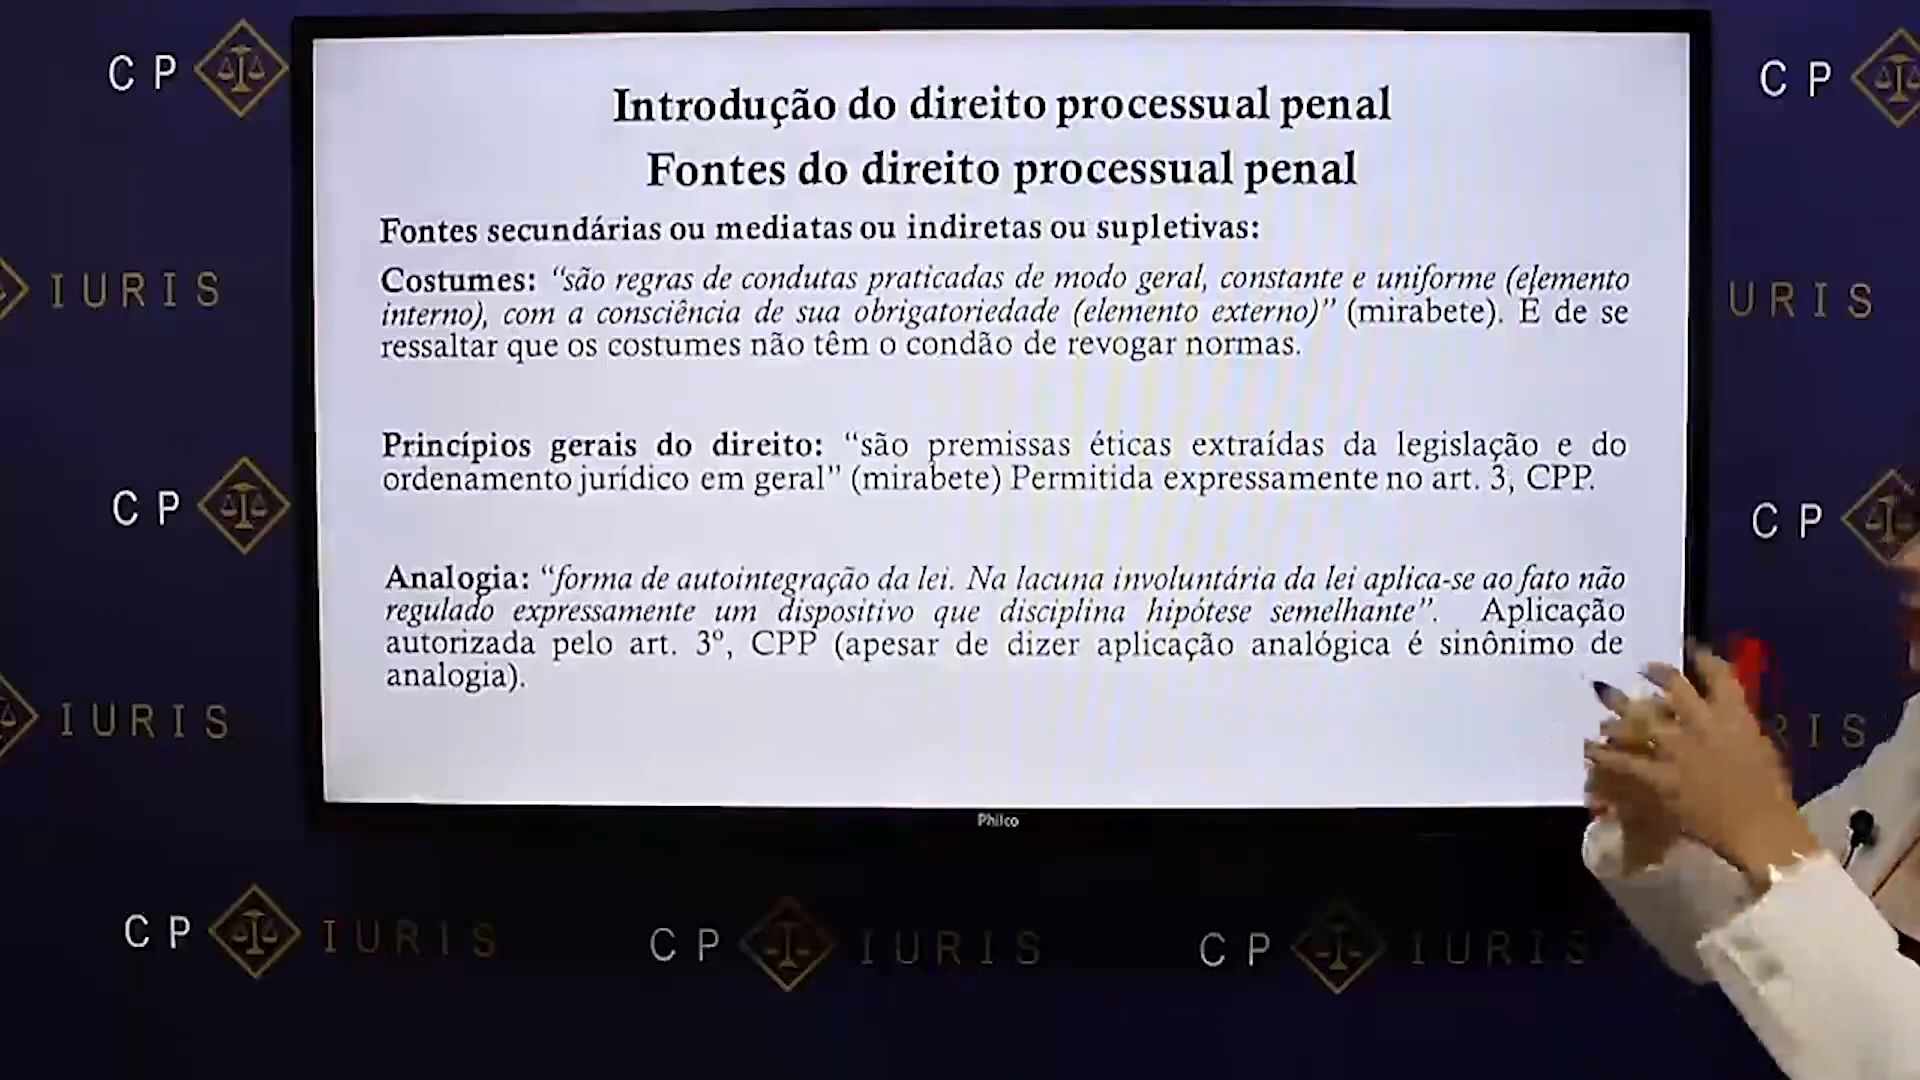 CP
CP
Introdução do direito processual penal
Fontes do direito processual penal
Fontes secundárias ou mediatas ou indiretas ou supletivas:
Costumes: “são regras de condutas praticadas de modo geral, constante e uniforme (elemento
interno), com a consciência de sua obrigatoriedade (elemento externo)” (mirabete). E de se
ressaltar que os costumes não têm o condão de revogar normas.
IURIS
URIS
Princípios gerais do direito: “são premissas éticas extraídas da legislação e do
ordenamento jurídico em geral” (mirabete) Permitida expressamente no art. 3, CPP.
CP
CP
Analogia: “forma de autointegração da lei. Na lacuna involuntária da lei aplica-se ao fato não
regulado expressamente um dispositivo que disciplina hipótese semelhante”. Aplicação
autorizada pelo art. 3º, CPP (apesar de dizer aplicação analógica é sinônimo de
analogia).
IURIS
RIS
Philco
CP IURIS
CP IURIS
CP IURIS